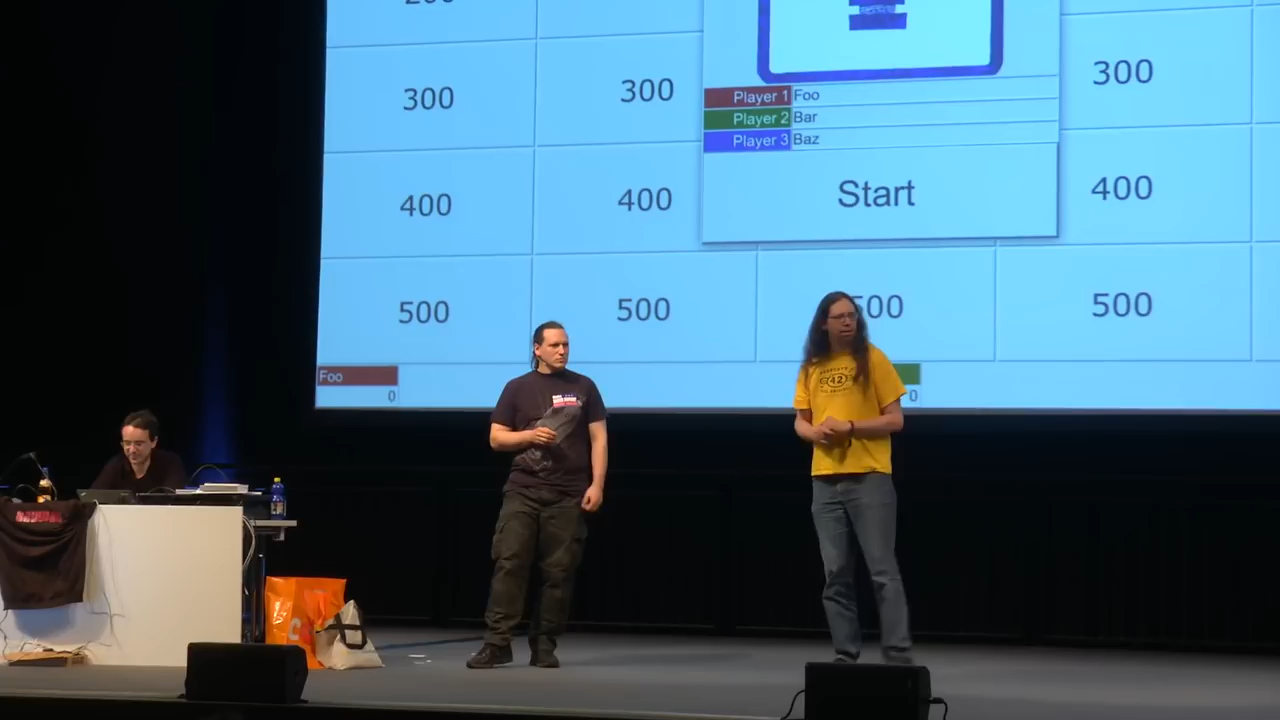 300 300 300
Player 1 Foo
Player 2 Bar
Player 3 Baz
400 400 Start 400
500 500 500 500
Foo
0 0
42